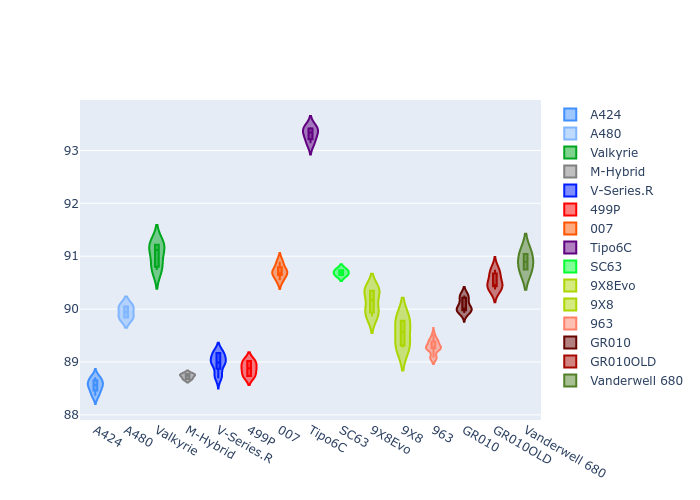 93
92
91
90
89
88
A424
A480
Valkyrie
M-Hybrid
V-Series.R
499P
007
Tipo6C
SC63
9X8Evo
9X8
963
GR010
GR010OLD
Vanderwell 680
A424
A480
Valkyrie
M-Hybrid
V-Series.R
499P
007
Tipo6C
SC63
9X8Evo
9X8
963
GR010
GR010OLD
Vanderwell 680